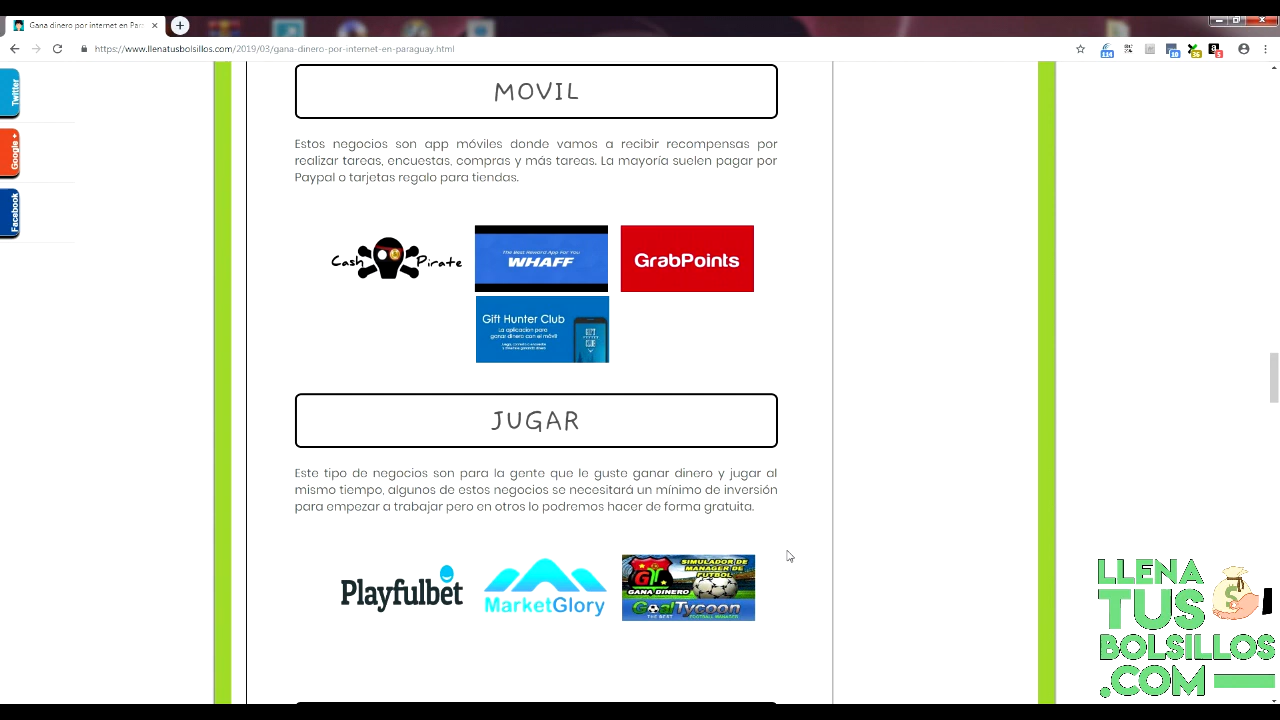 Gana dinero por internet en Par
https://www.llenatusbolsillos.com/2019/03/gana-dinero-por-internet-en-paraguay.html
Twitter
Google +
Facebook
MOVIL
Estos negocios son app móviles donde vamos a recibir recompensas por
realizar tareas, encuestas, compras y más tareas. La mayoría suelen pagar por
Paypal o tarjetas regalo para tiendas.
Cash Pirate
The Best Reward App For You
WHAFF
GrabPoints
Gift Hunter Club
La aplicacion para
ganar dinero con el móvil
JUGAR
Este tipo de negocios son para la gente que le guste ganar dinero y jugar al
mismo tiempo, algunos de estos negocios se necesitará un mínimo de inversión
para empezar a trabajar pero en otros lo podremos hacer de forma gratuita.
Playfulbet
MarketGlory
SIMULADOR DE
MANAGER DE
FUTBOL
GANA DINERO
GoalTycoon
THE BEST FOOTBALL MANAGER
LLENA
TUS
BOLSILLOS
.COM